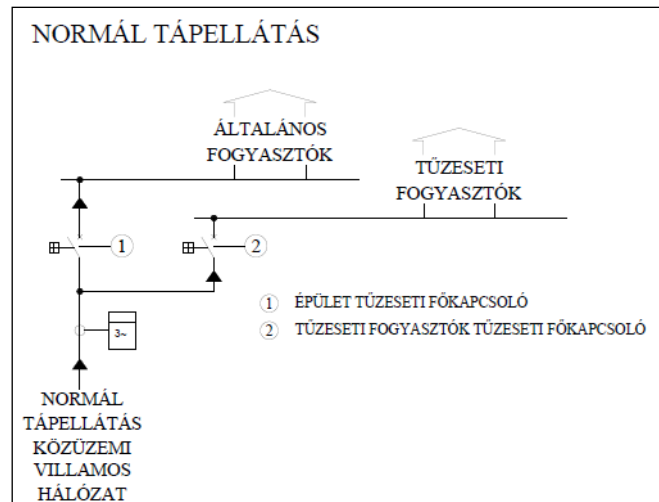 NORMÁL TÁPELLÁTÁS
ÁLTALÁNOS
FOGYASZTÓK
TŰZESETI
FOGYASZTÓK
1
2
1 ÉPÜLET TŰZESETI FŐKAPCSOLÓ
2 TŰZESETI FOGYASZTÓK TŰZESETI FŐKAPCSOLÓ
3~
NORMÁL
TÁPELLÁTÁS
KÖZÜZEMI
VILLAMOS
HÁLÓZAT